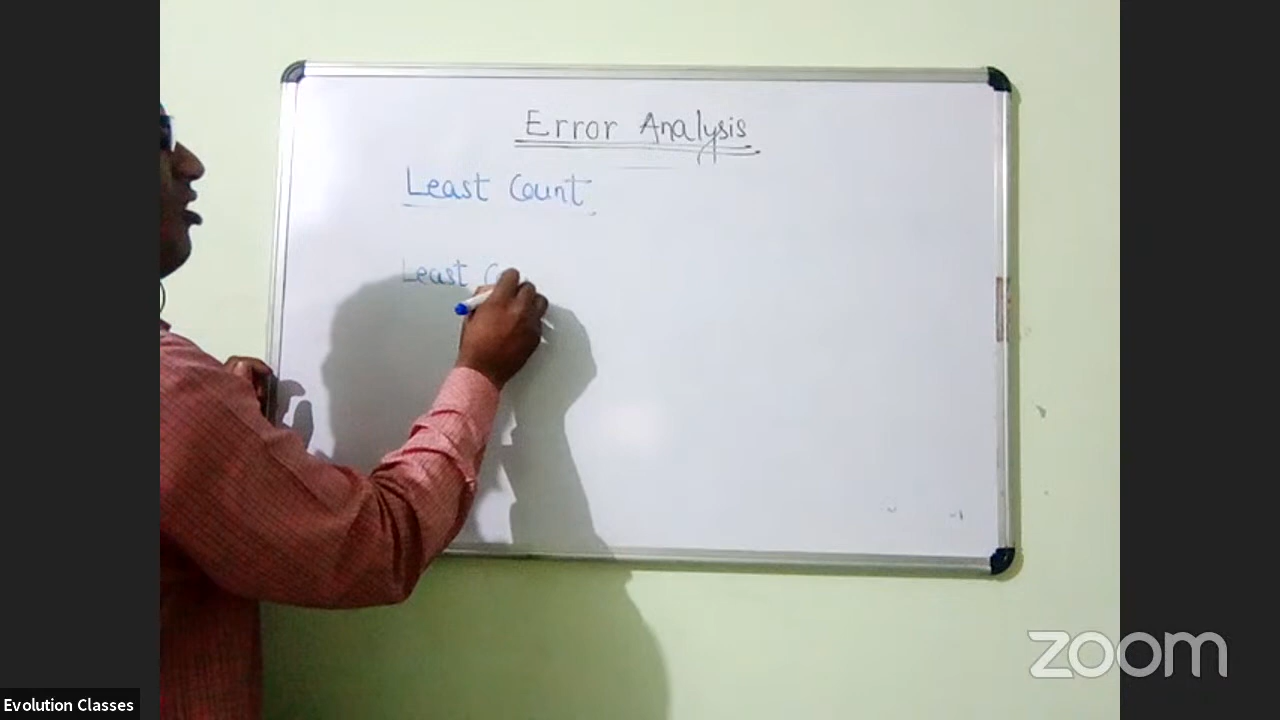 Error Analysis
Least Count
Least
zoom
Evolution Classes